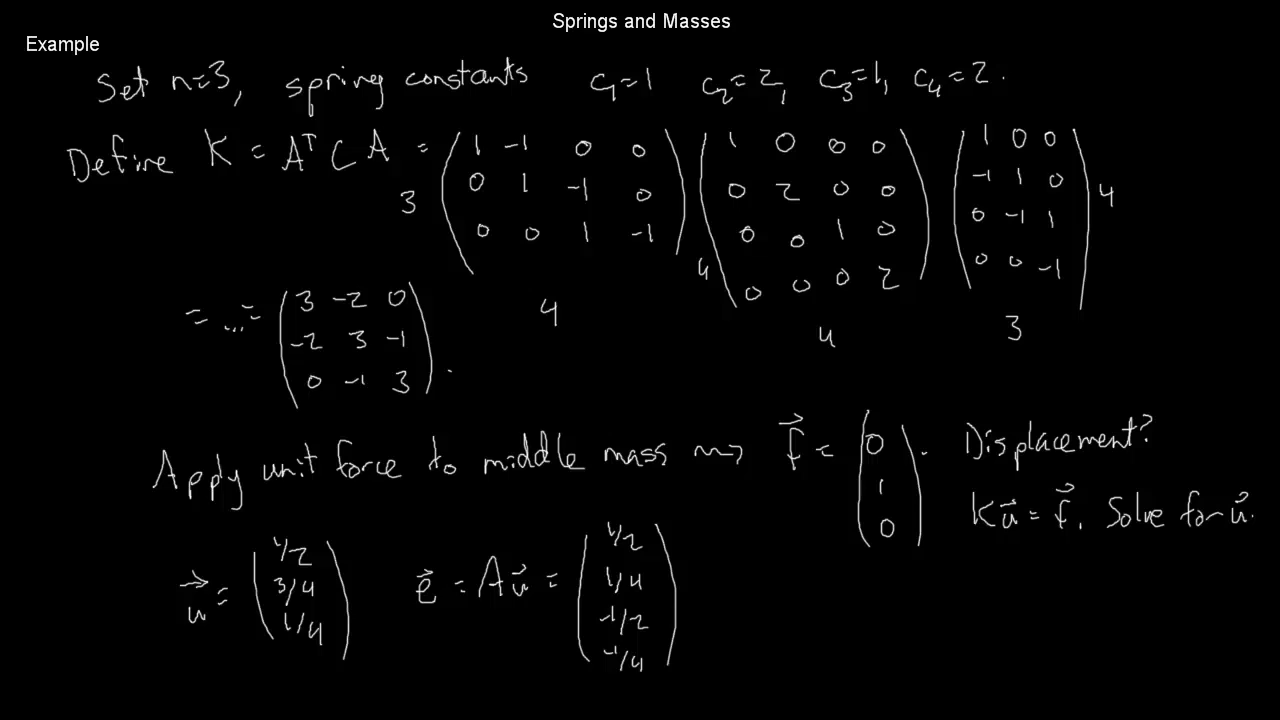 Springs and Masses
Example
Set n=3, spring constants c₁=1 c₂=2, c₃=1, c₄=2.
Define K = AᵀCA =
3
1 -1 0 0
0 1 -1 0
0 0 1 -1
4
4
1 0 0 0
0 2 0 0
0 0 1 0
0 0 0 2
4
1 0 0
-1 1 0
0 -1 1
0 0 -1
4
3
= ... =
3 -2 0
-2 3 -1
0 -1 3
.
Apply unit force to middle mass ⇝ f⃗ =
0
1
0
. Displacement?
Ku⃗ = f⃗. Solve for u⃗.
u⃗ =
1/2
3/4
1/4
e⃗ = Au⃗ =
1/2
1/4
-1/2
-1/4